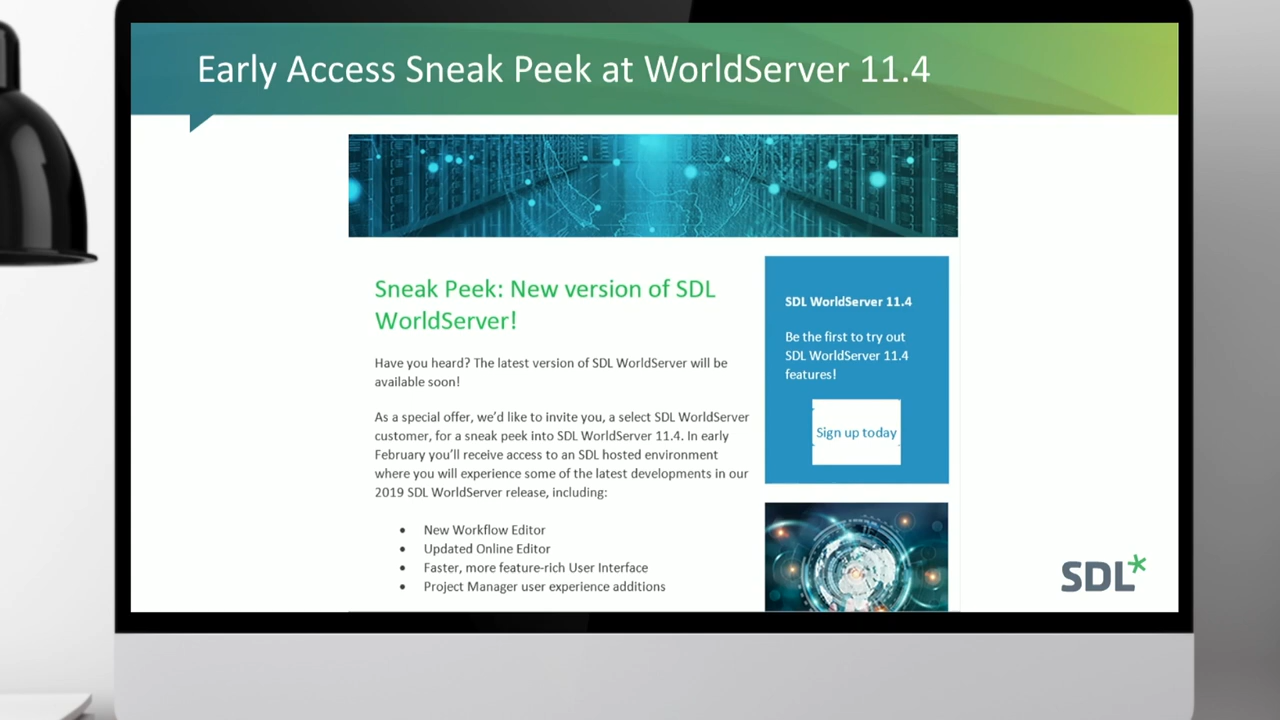 Early Access Sneak Peek at WorldServer 11.4
Sneak Peek: New version of SDL
WorldServer!
Have you heard? The latest version of SDL WorldServer will be
available soon!
As a special offer, we'd like to invite you, a select SDL WorldServer
customer, for a sneak peek into SDL WorldServer 11.4. In early
February you'll receive access to an SDL hosted environment
where you will experience some of the latest developments in our
2019 SDL WorldServer release, including:
• New Workflow Editor
• Updated Online Editor
• Faster, more feature-rich User Interface
• Project Manager user experience additions
SDL WorldServer 11.4
Be the first to try out
SDL WorldServer 11.4
features!
Sign up today
SDL*